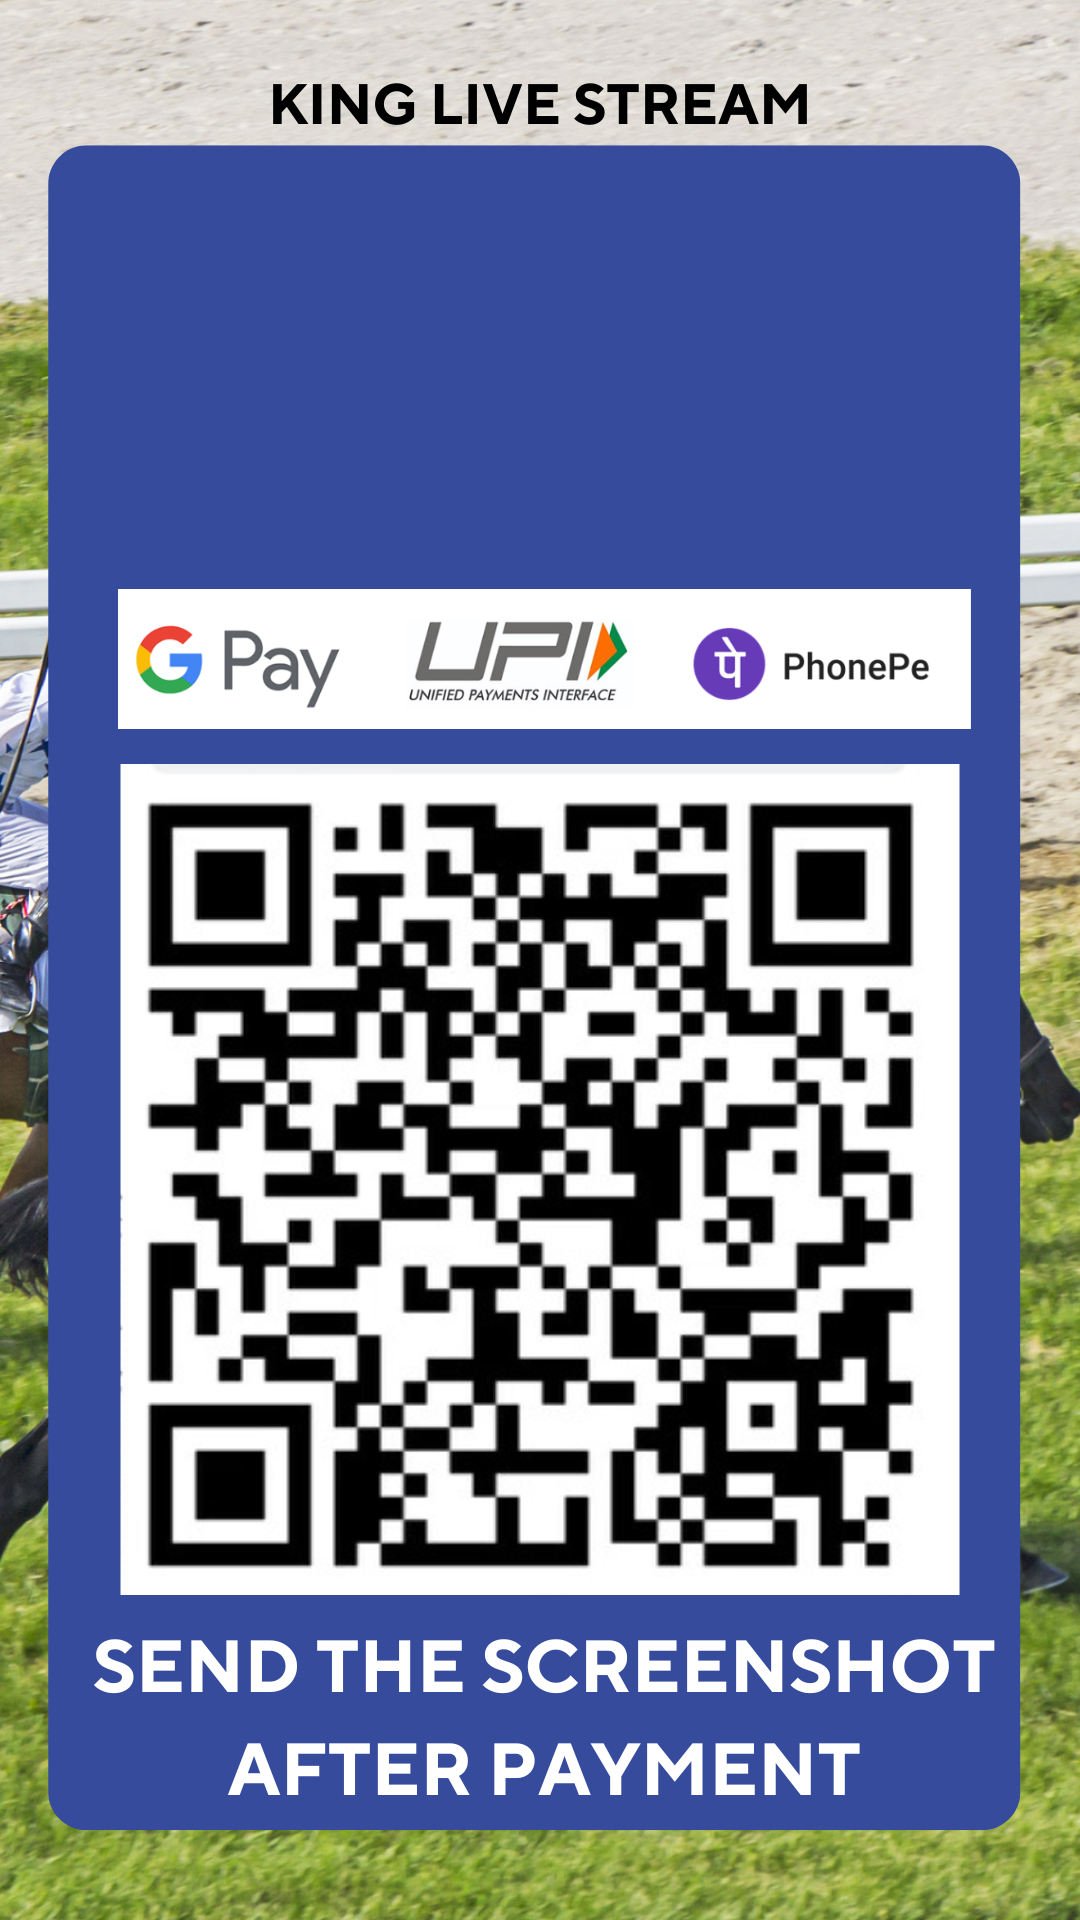 KING LIVE STREAM
G Pay
UPI
UNIFIED PAYMENTS INTERFACE
पे PhonePe
SEND THE SCREENSHOT
AFTER PAYMENT